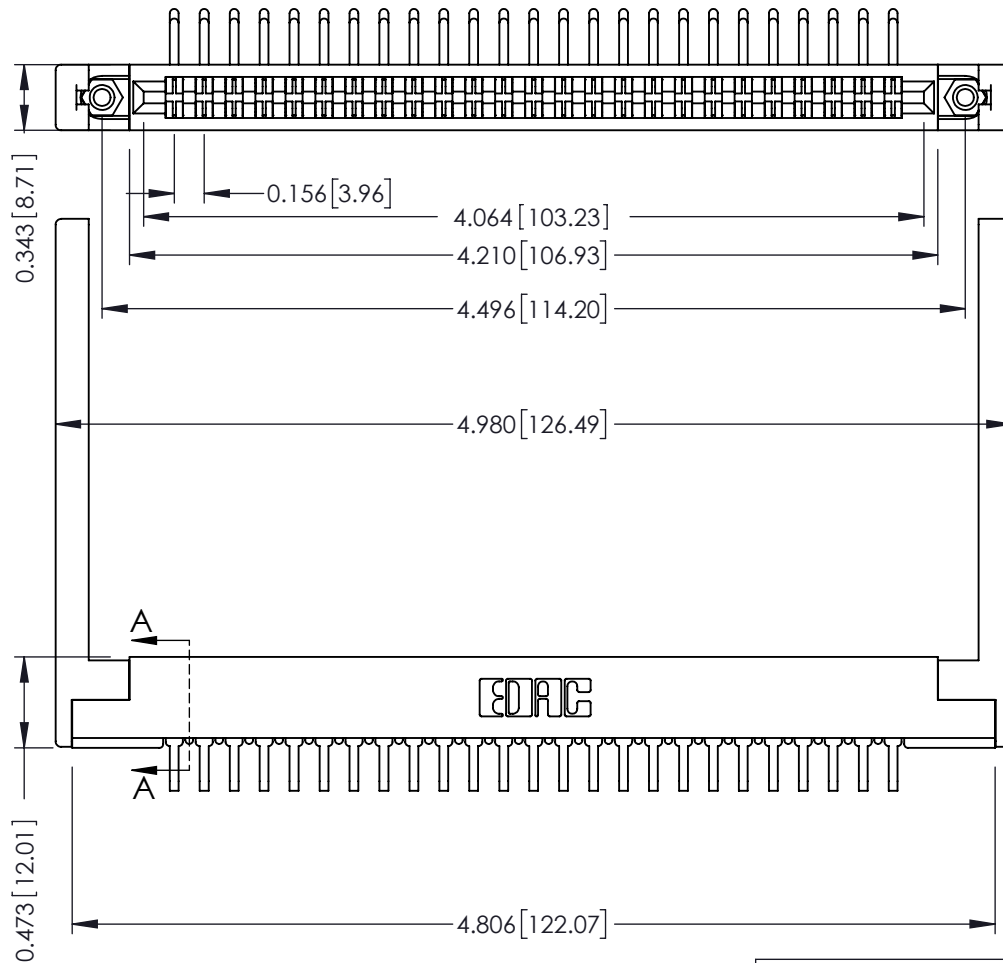 0.343 [8.71]
0.156 [3.96]
4.064 [103.23]
4.210 [106.93]
4.496 [114.20]
4.980 [126.49]
A
EDAC
A
0.473 [12.01]
4.806 [122.07]